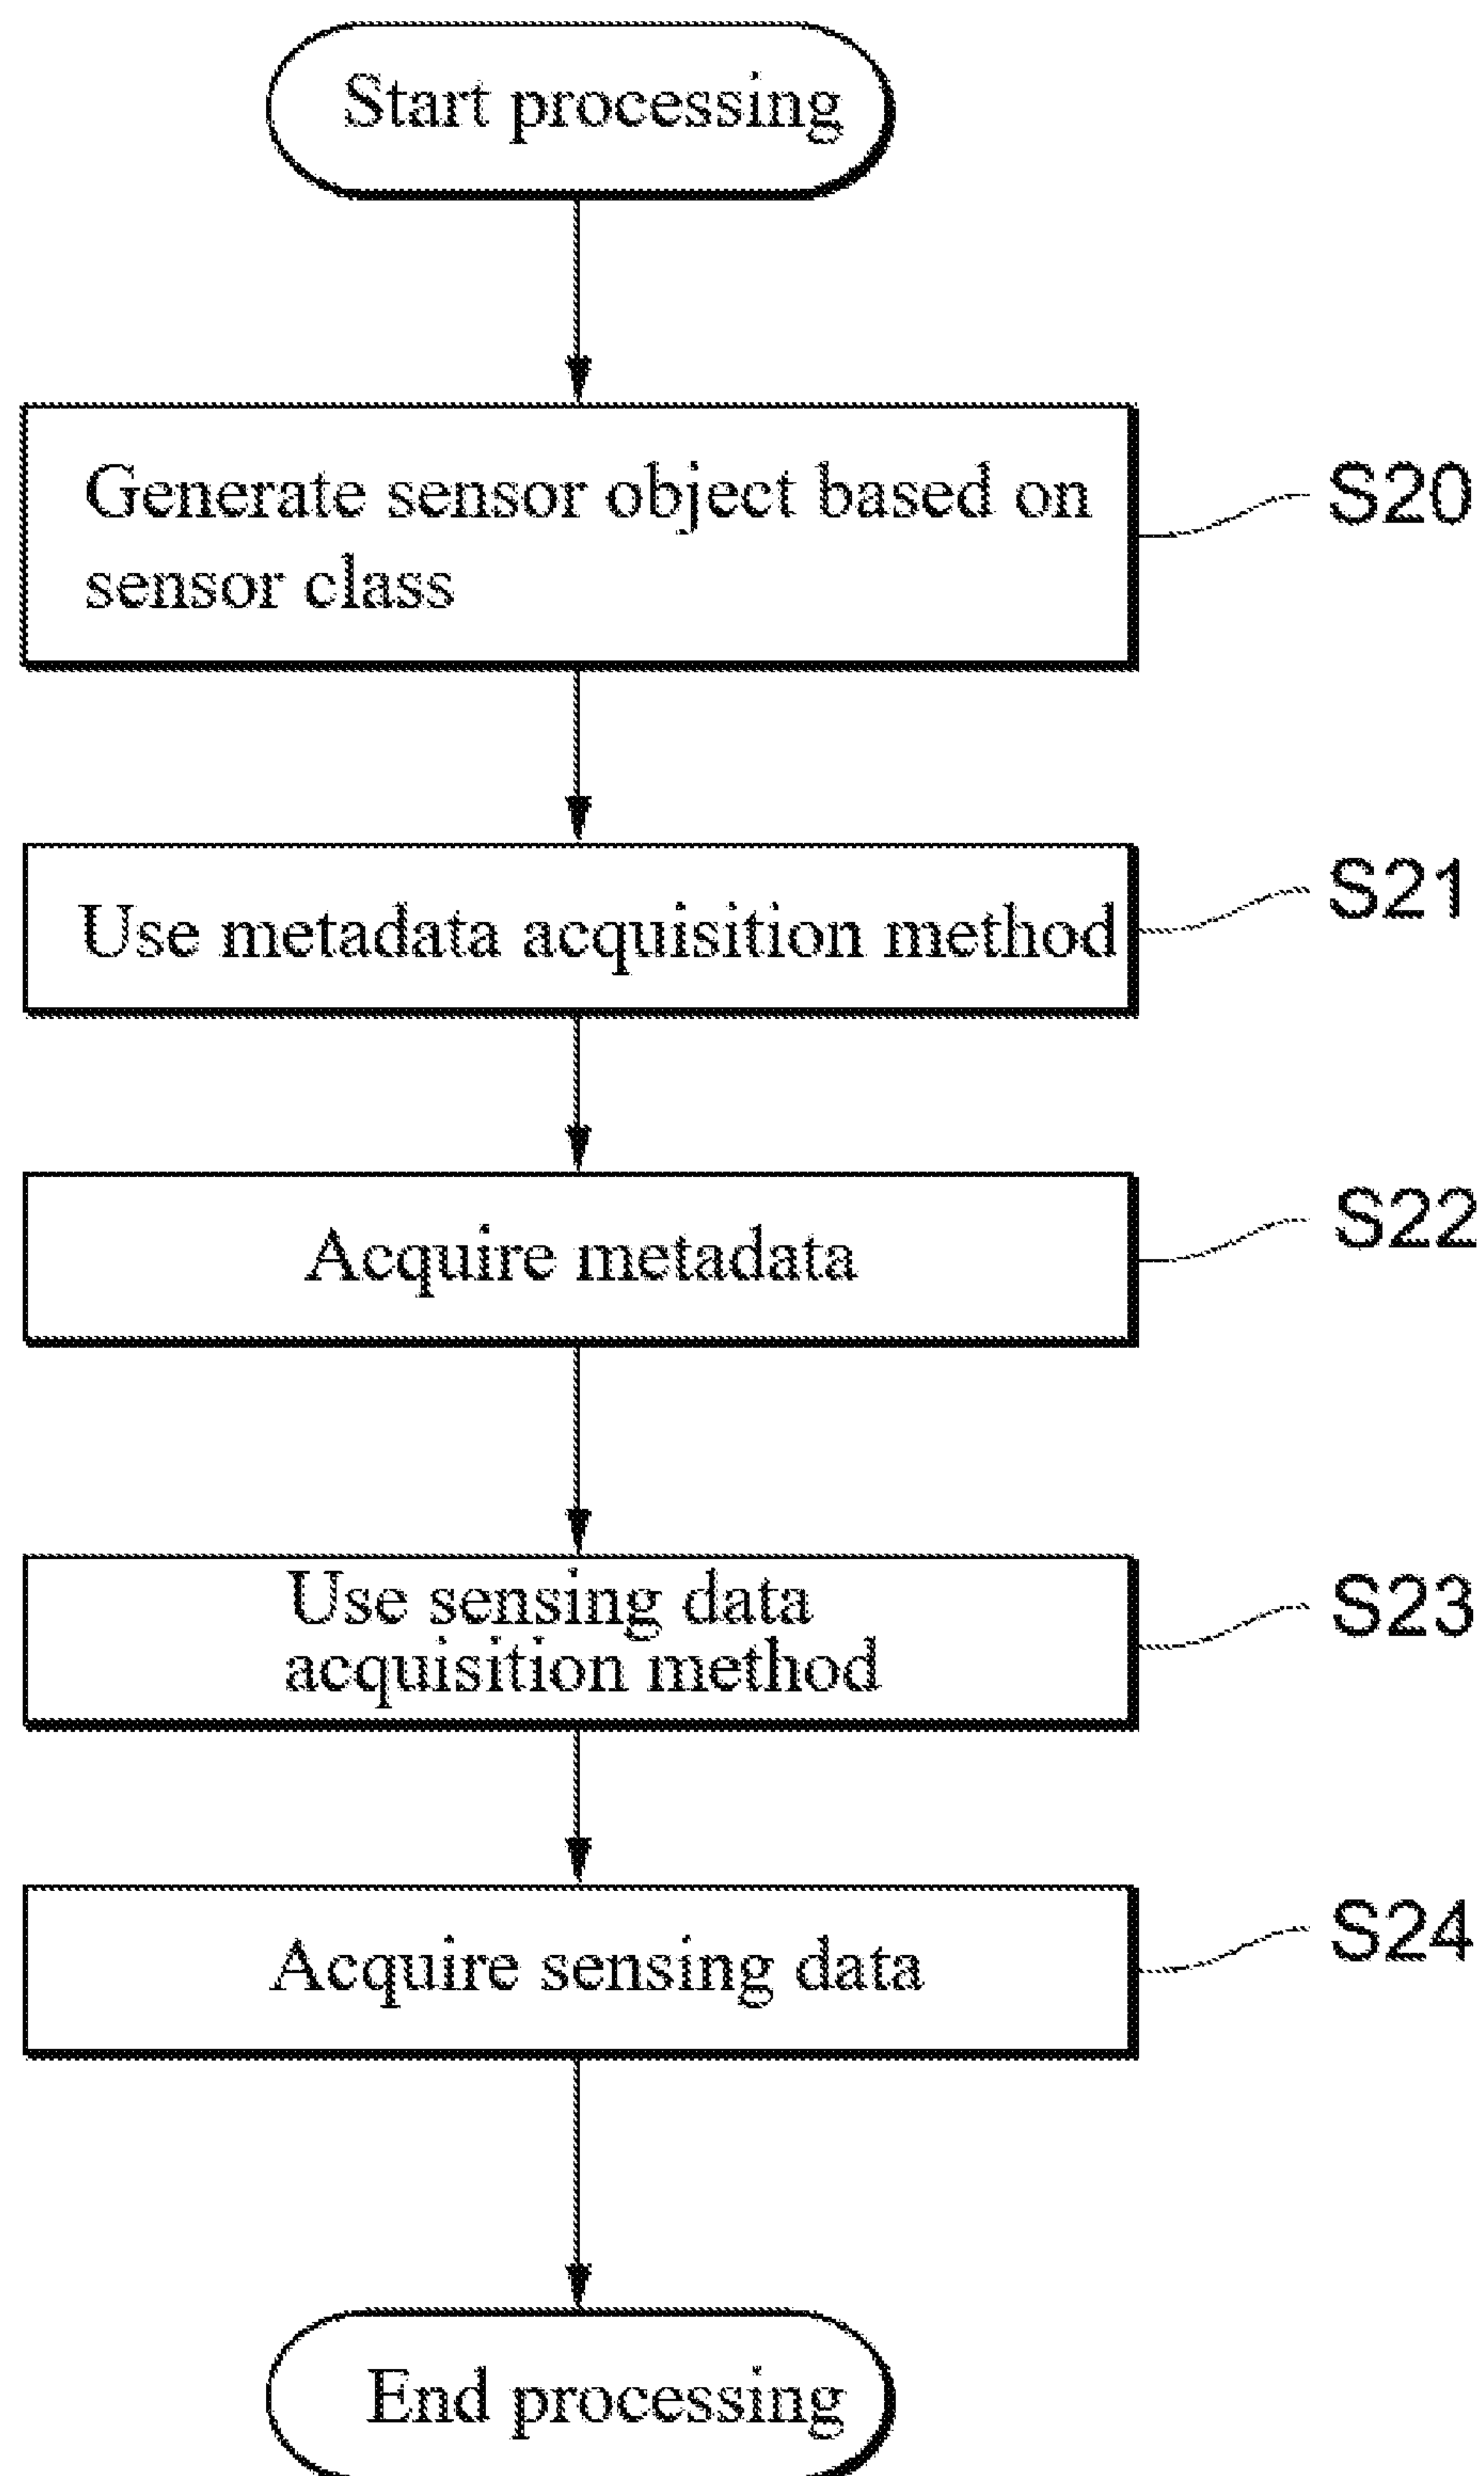 Start processing
Generate sensor object based on
sensor class
S20
Use metadata acquisition method
S21
Acquire metadata
S22
Use sensing data
acquisition method
S23
Acquire sensing data
S24
End processing